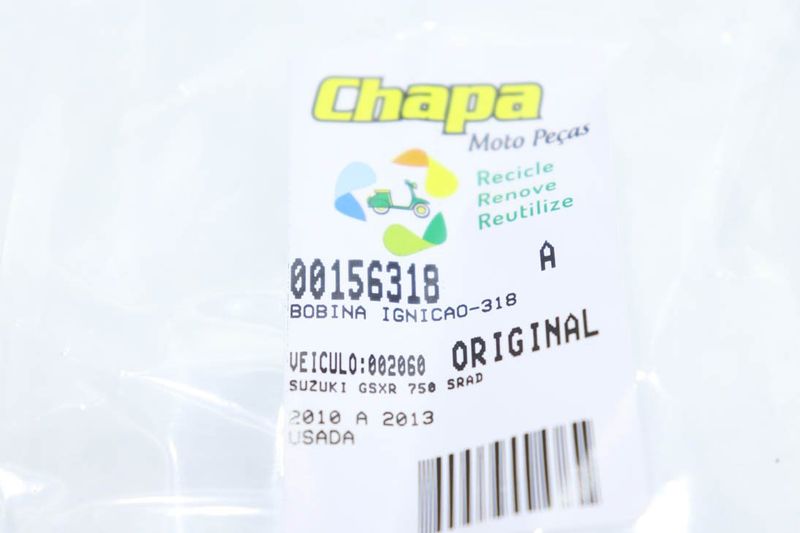 Chapa
Moto Peças
Recicle
Renove
Reutilize
00156318
A
BOBINA IGNICAO-318
VEICULO:002060
ORIGINAL
SUZUKI GSXR 750 SRAD
2010 A 2013
USADA